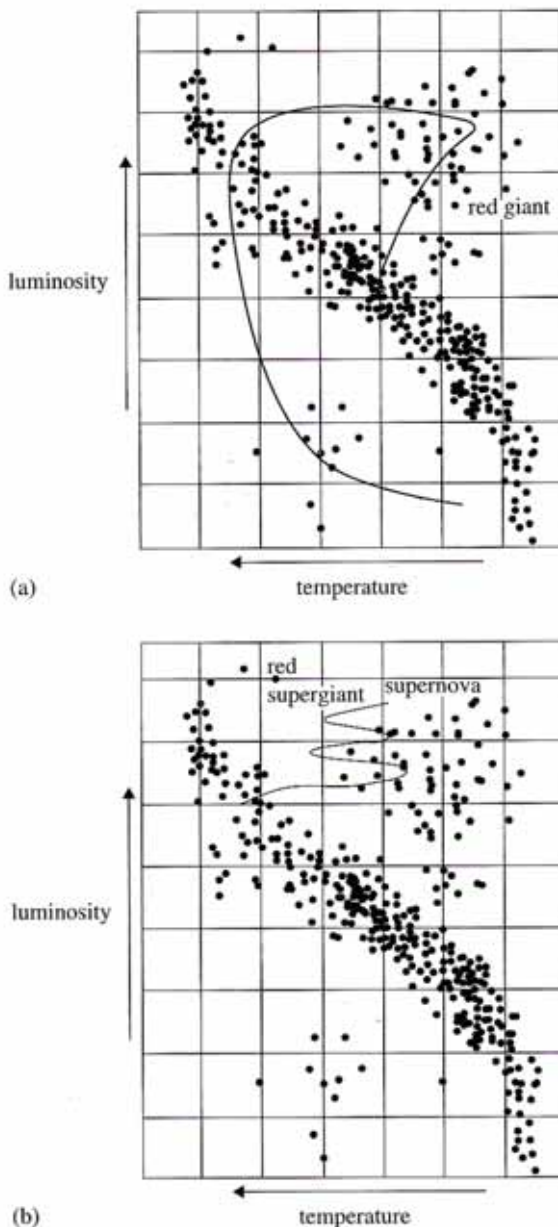 red giant
luminosity
temperature
(a)
red
supergiant
supernova
luminosity
temperature
(b)